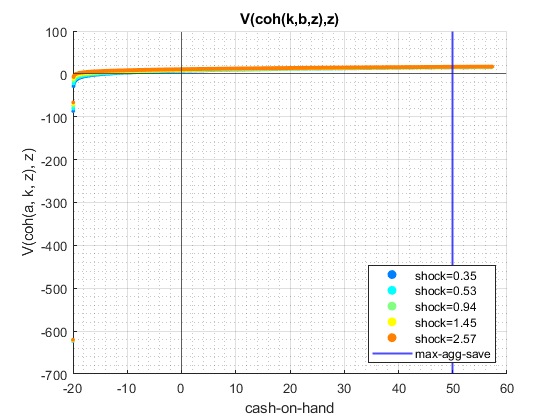 V(coh(k,b,z),z)
100
0
-100
-200
-300
-400
-500
-600
-700
V(coh(a, k, z), z)
shock=0.35
shock=0.53
shock=0.94
shock=1.45
shock=2.57
max-agg-save
-20
-10
0
10
20
30
40
50
60
cash-on-hand